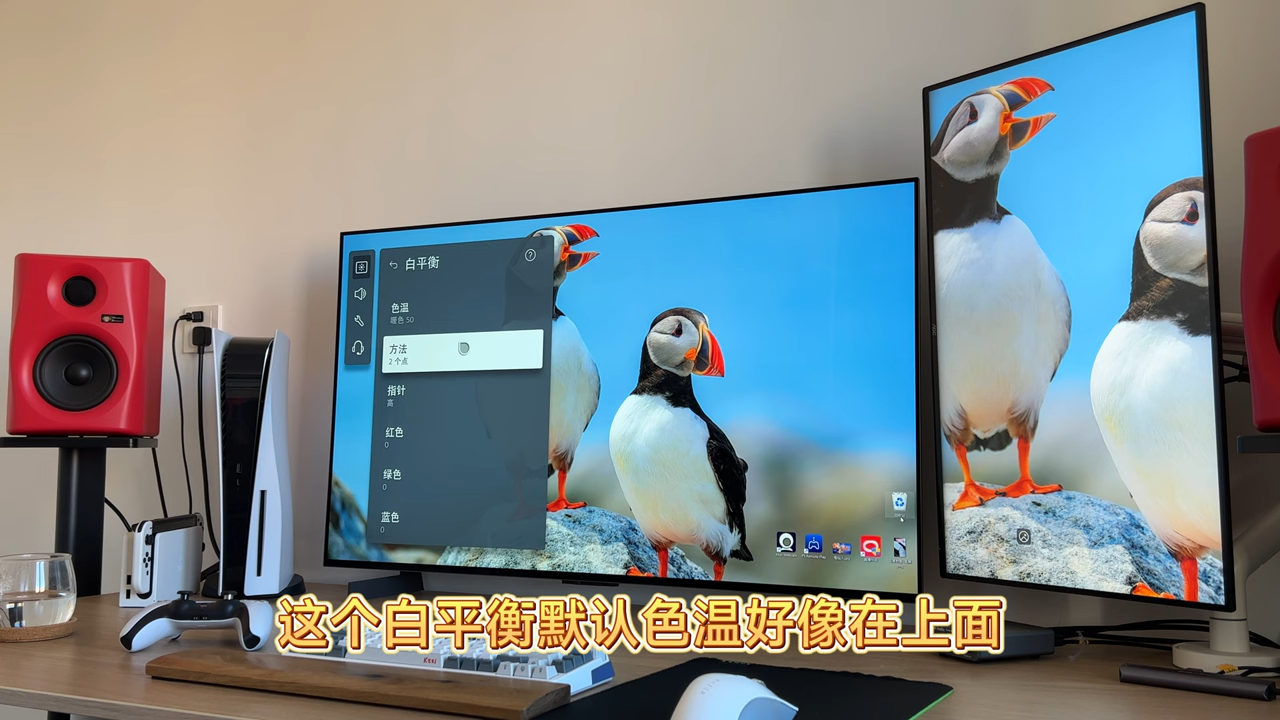 白平衡
色温
暖色 50
方法
2 个点
指针
高
红色
0
绿色
0
蓝色
0
这个白平衡默认色温好像在上面